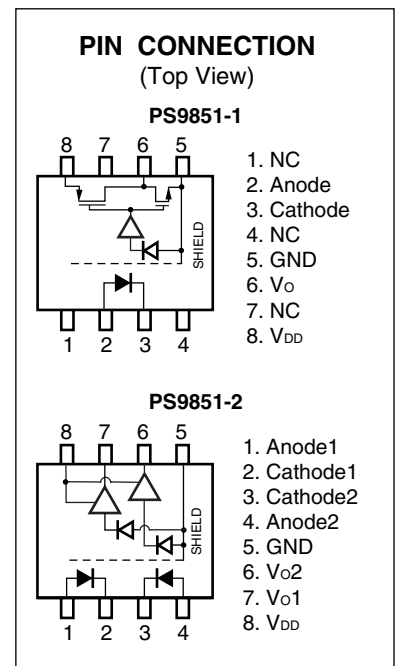 PIN CONNECTION
(Top View)
PS9851-1
8 7 6 5
SHIELD
1 2 3 4
1. NC
2. Anode
3. Cathode
4. NC
5. GND
6. VO
7. NC
8. VDD
PS9851-2
8 7 6 5
SHIELD
1 2 3 4
1. Anode1
2. Cathode1
3. Cathode2
4. Anode2
5. GND
6. VO2
7. VO1
8. VDD